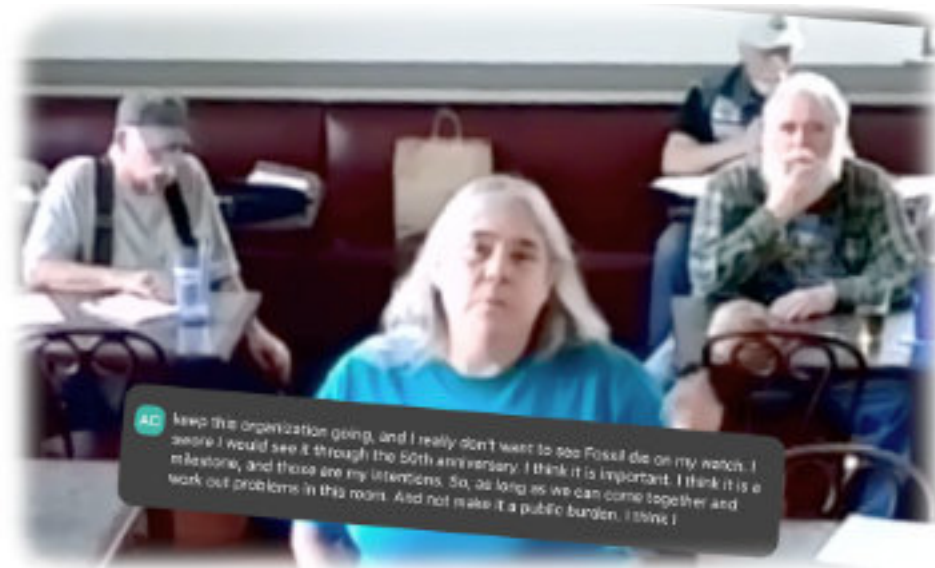 AC
keep this organization going, and I really don't want to see Fossil die on my watch. I
swore I would see it through the 50th anniversary. I think it is important. I think it is a
milestone, and those are my intentions. So, as long as we can come together and
work out problems in this room. And not make it a public burden. I think I